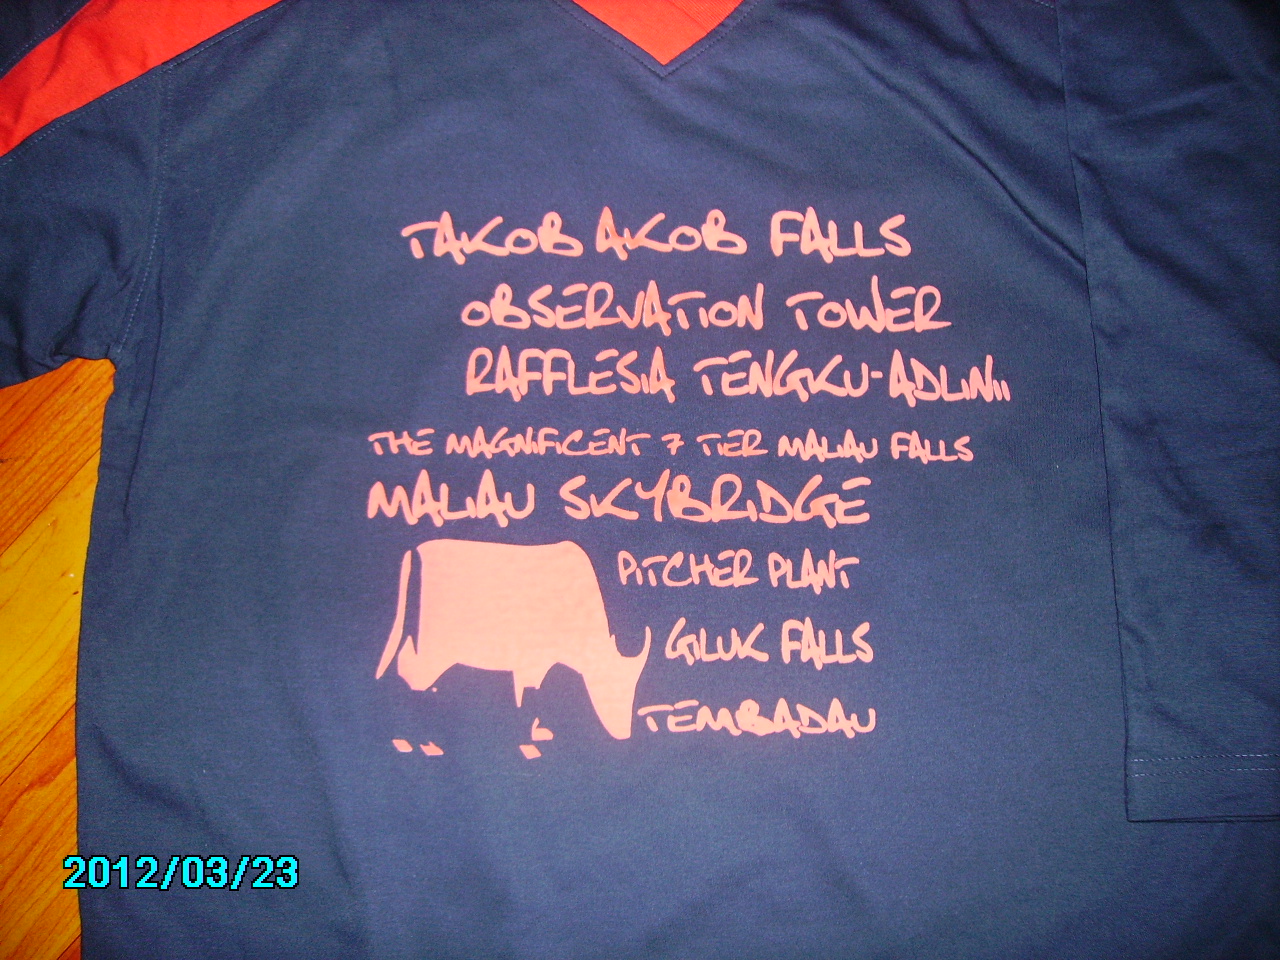 TAKOB AKOB FALLS
OBSERVATION TOWER
RAFFLESIA TENGKU-ADLINII
THE MAGNIFICENT 7 TIER MALIAU FALLS
MALIAU SKYBRIDGE
PITCHER PLANT
GILUK FALLS
TEMBADAU
2012/03/23